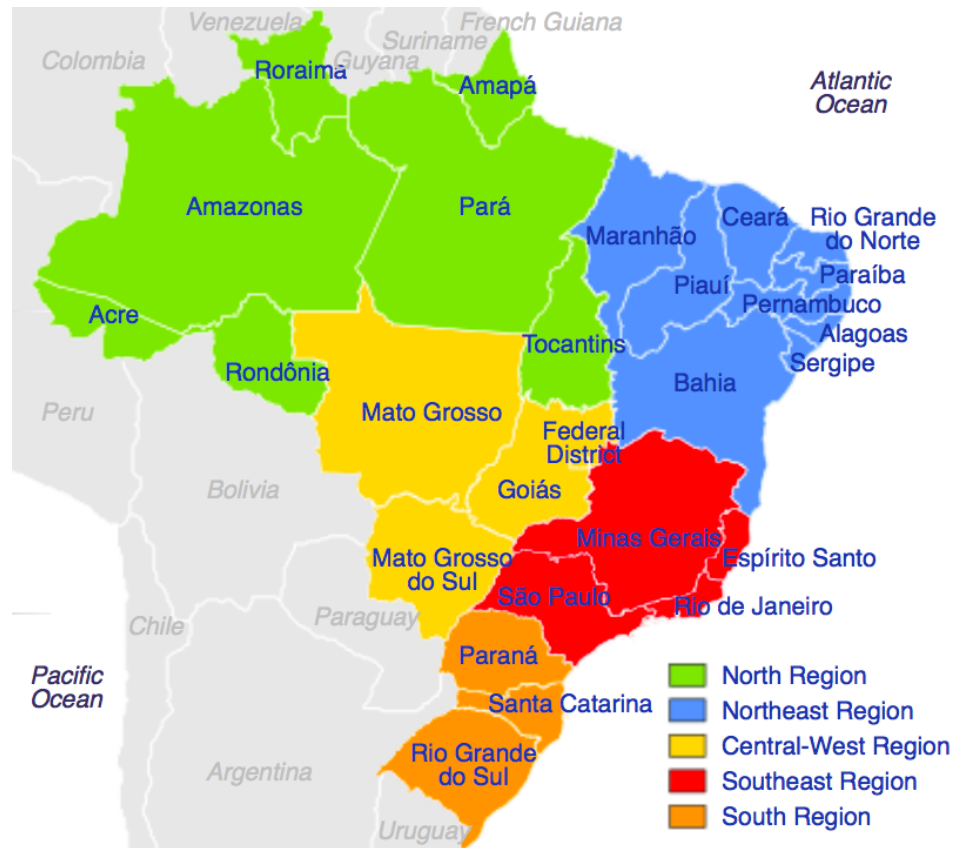 Venezuela
French Guiana
Suriname
Colombia
Guyana
Roraima
Amapá
Atlantic
Ocean
Amazonas
Pará
Ceará
Rio Grande
do Norte
Maranhão
Paraíba
Piauí
Pernambuco
Acre
Alagoas
Tocantins
Sergipe
Rondônia
Bahia
Peru
Mato Grosso
Federal
District
Bolivia
Goiás
Minas Gerais
Mato Grosso
do Sul
Espírito Santo
São Paulo
Rio de Janeiro
Paraguay
Chile
Paraná
Pacific
Ocean
Santa Catarina
Rio Grande
do Sul
Argentina
Uruguay
North Region
Northeast Region
Central-West Region
Southeast Region
South Region